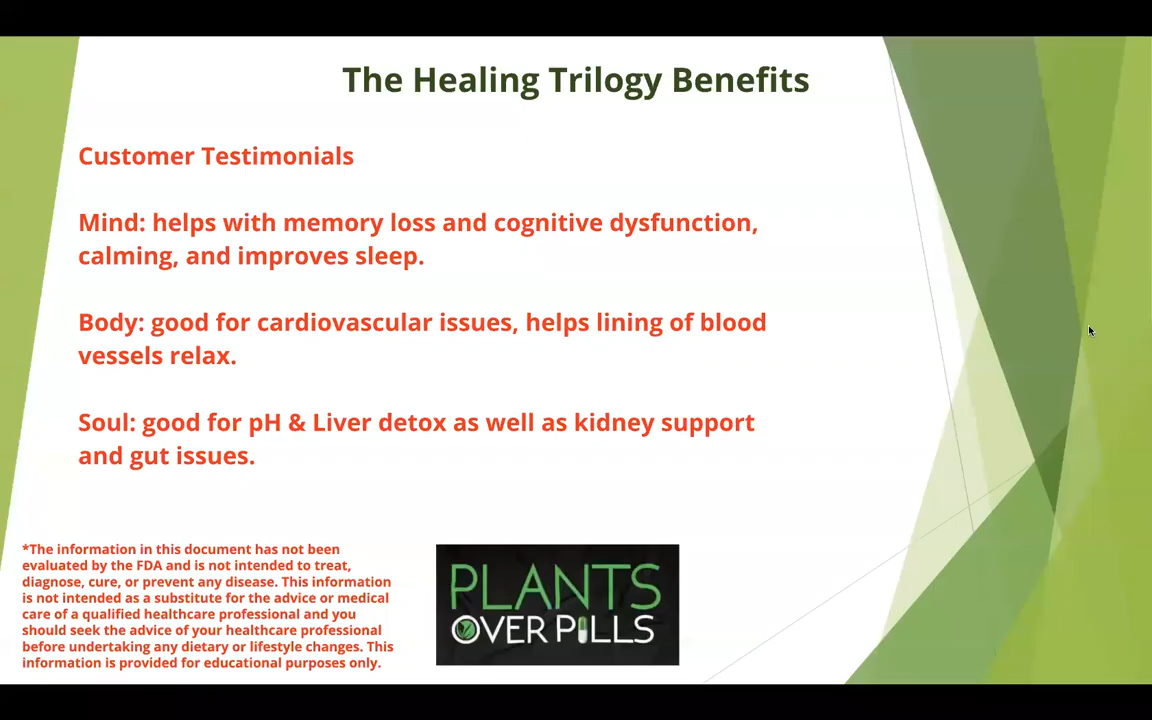 The Healing Trilogy Benefits
Customer Testimonials
Mind: helps with memory loss and cognitive dysfunction,
calming, and improves sleep.
Body: good for cardiovascular issues, helps lining of blood
vessels relax.
Soul: good for pH & Liver detox as well as kidney support
and gut issues.
*The information in this document has not been
evaluated by the FDA and is not intended to treat,
diagnose, cure, or prevent any disease. This information
is not intended as a substitute for the advice or medical
care of a qualified healthcare professional and you
should seek the advice of your healthcare professional
before undertaking any dietary or lifestyle changes. This
information is provided for educational purposes only.
PLANTS
OVER PILLS